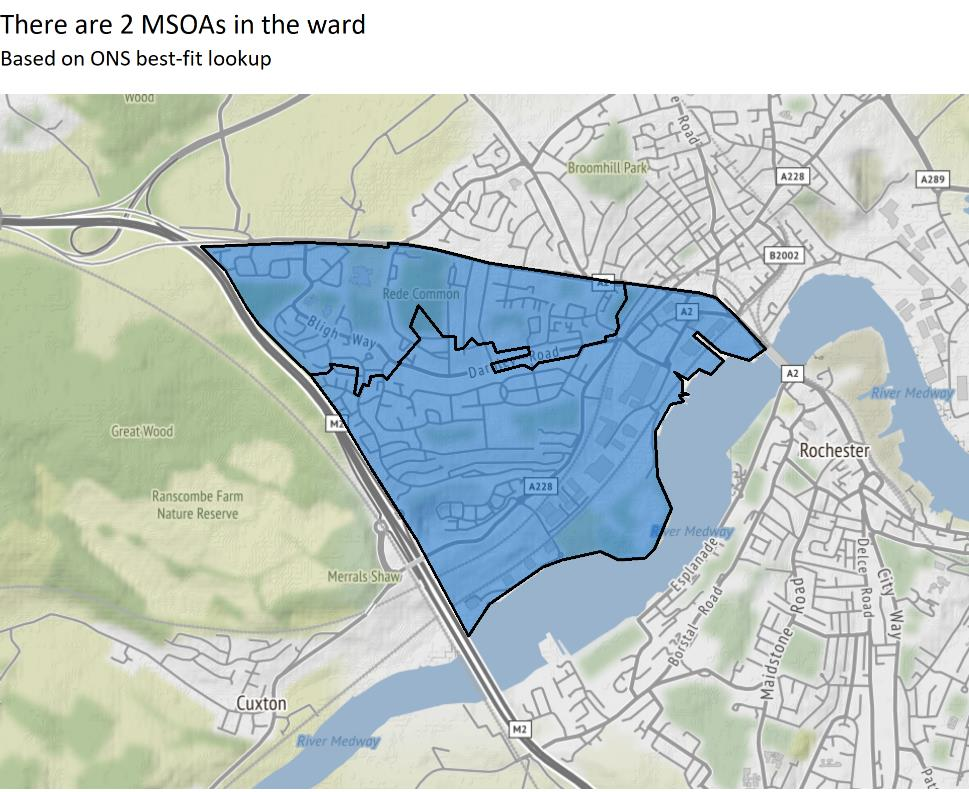 There are 2 MSOAs in the ward
Based on ONS best-fit lookup
Wood
e Road
Broomhill Park
A228
A289
B2002
A2
Rede Common
A2
Bligh Way
Road
A2
River Medway
M2
Great Wood
Rochester
Ranscombe Farm
Nature Reserve
A228
River Medway
Esplanade
Delce Road
City Way
Merrals Shaw
Borstal Road
Maidstone Road
Cuxton
M2
River Medway